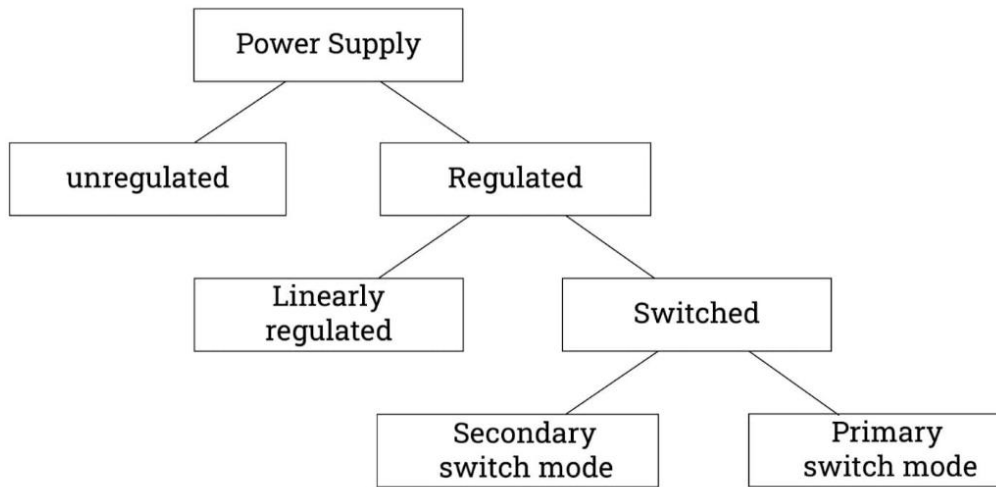 Power Supply
unregulated
Regulated
Linearly
regulated
Switched
Secondary
switch mode
Primary
switch mode